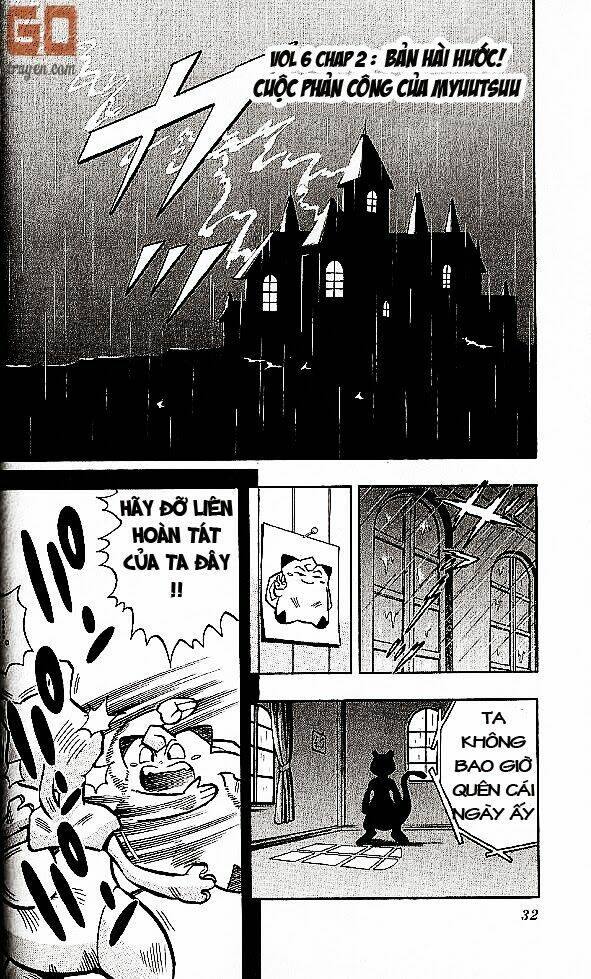 GO
truyen.com
VOL 6 CHAP 2 : BẢN HÀI HƯỚC!
CUỘC PHẢN CÔNG CỦA MYUUTSUU
TA
KHÔNG
BAO GIỜ
QUÊN CÁI
NGÀY ẤY
HÃY ĐỠ LIÊN
HOÀN TÁT
CỦA TA ĐÂY
!!
32